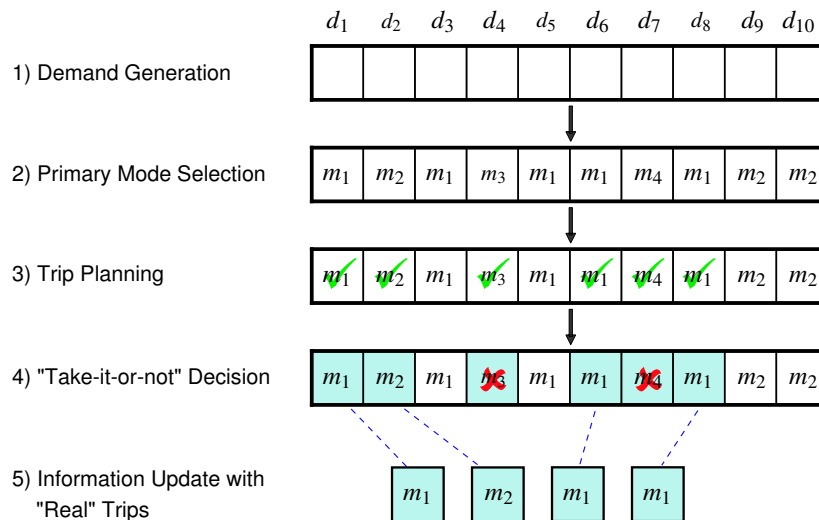 d1 d2 d3 d4 d5 d6 d7 d8 d9 d10
1) Demand Generation
2) Primary Mode Selection m1 m2 m1 m3 m1 m1 m4 m1 m2 m2
3) Trip Planning m1 m2 m1 m3 m1 m1 m4 m1 m2 m2
4) "Take-it-or-not" Decision m1 m2 m1 m3 m1 m1 m4 m1 m2 m2
5) Information Update with
"Real" Trips
m1 m2 m1 m1